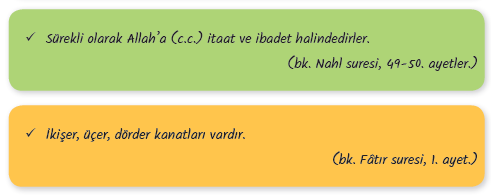 ✓ Sürekli olarak Allah’a (c.c.) itaat ve ibadet halindedirler.
(bk. Nahl suresi, 49-50. ayetler.)
✓ İkişer, üçer, dörder kanatları vardır.
(bk. Fâtır suresi, 1. ayet.)